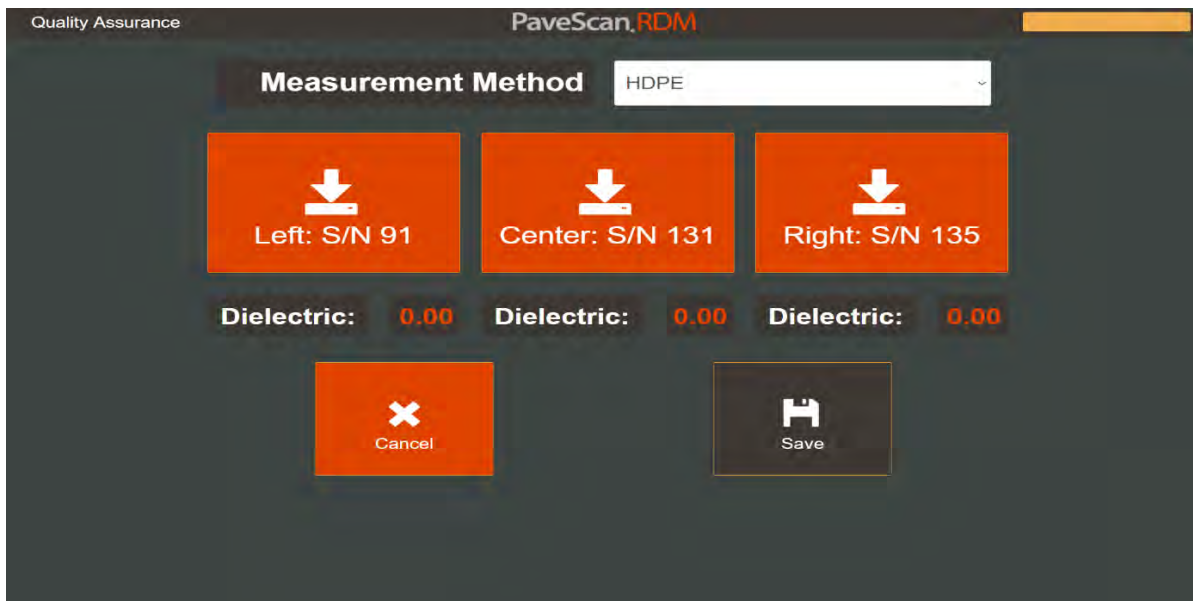 Quality Assurance
PaveScan.RDM
Measurement Method
HDPE
Left: S/N 91
Center: S/N 131
Right: S/N 135
Dielectric: 0.00
Dielectric: 0.00
Dielectric: 0.00
Cancel
Save